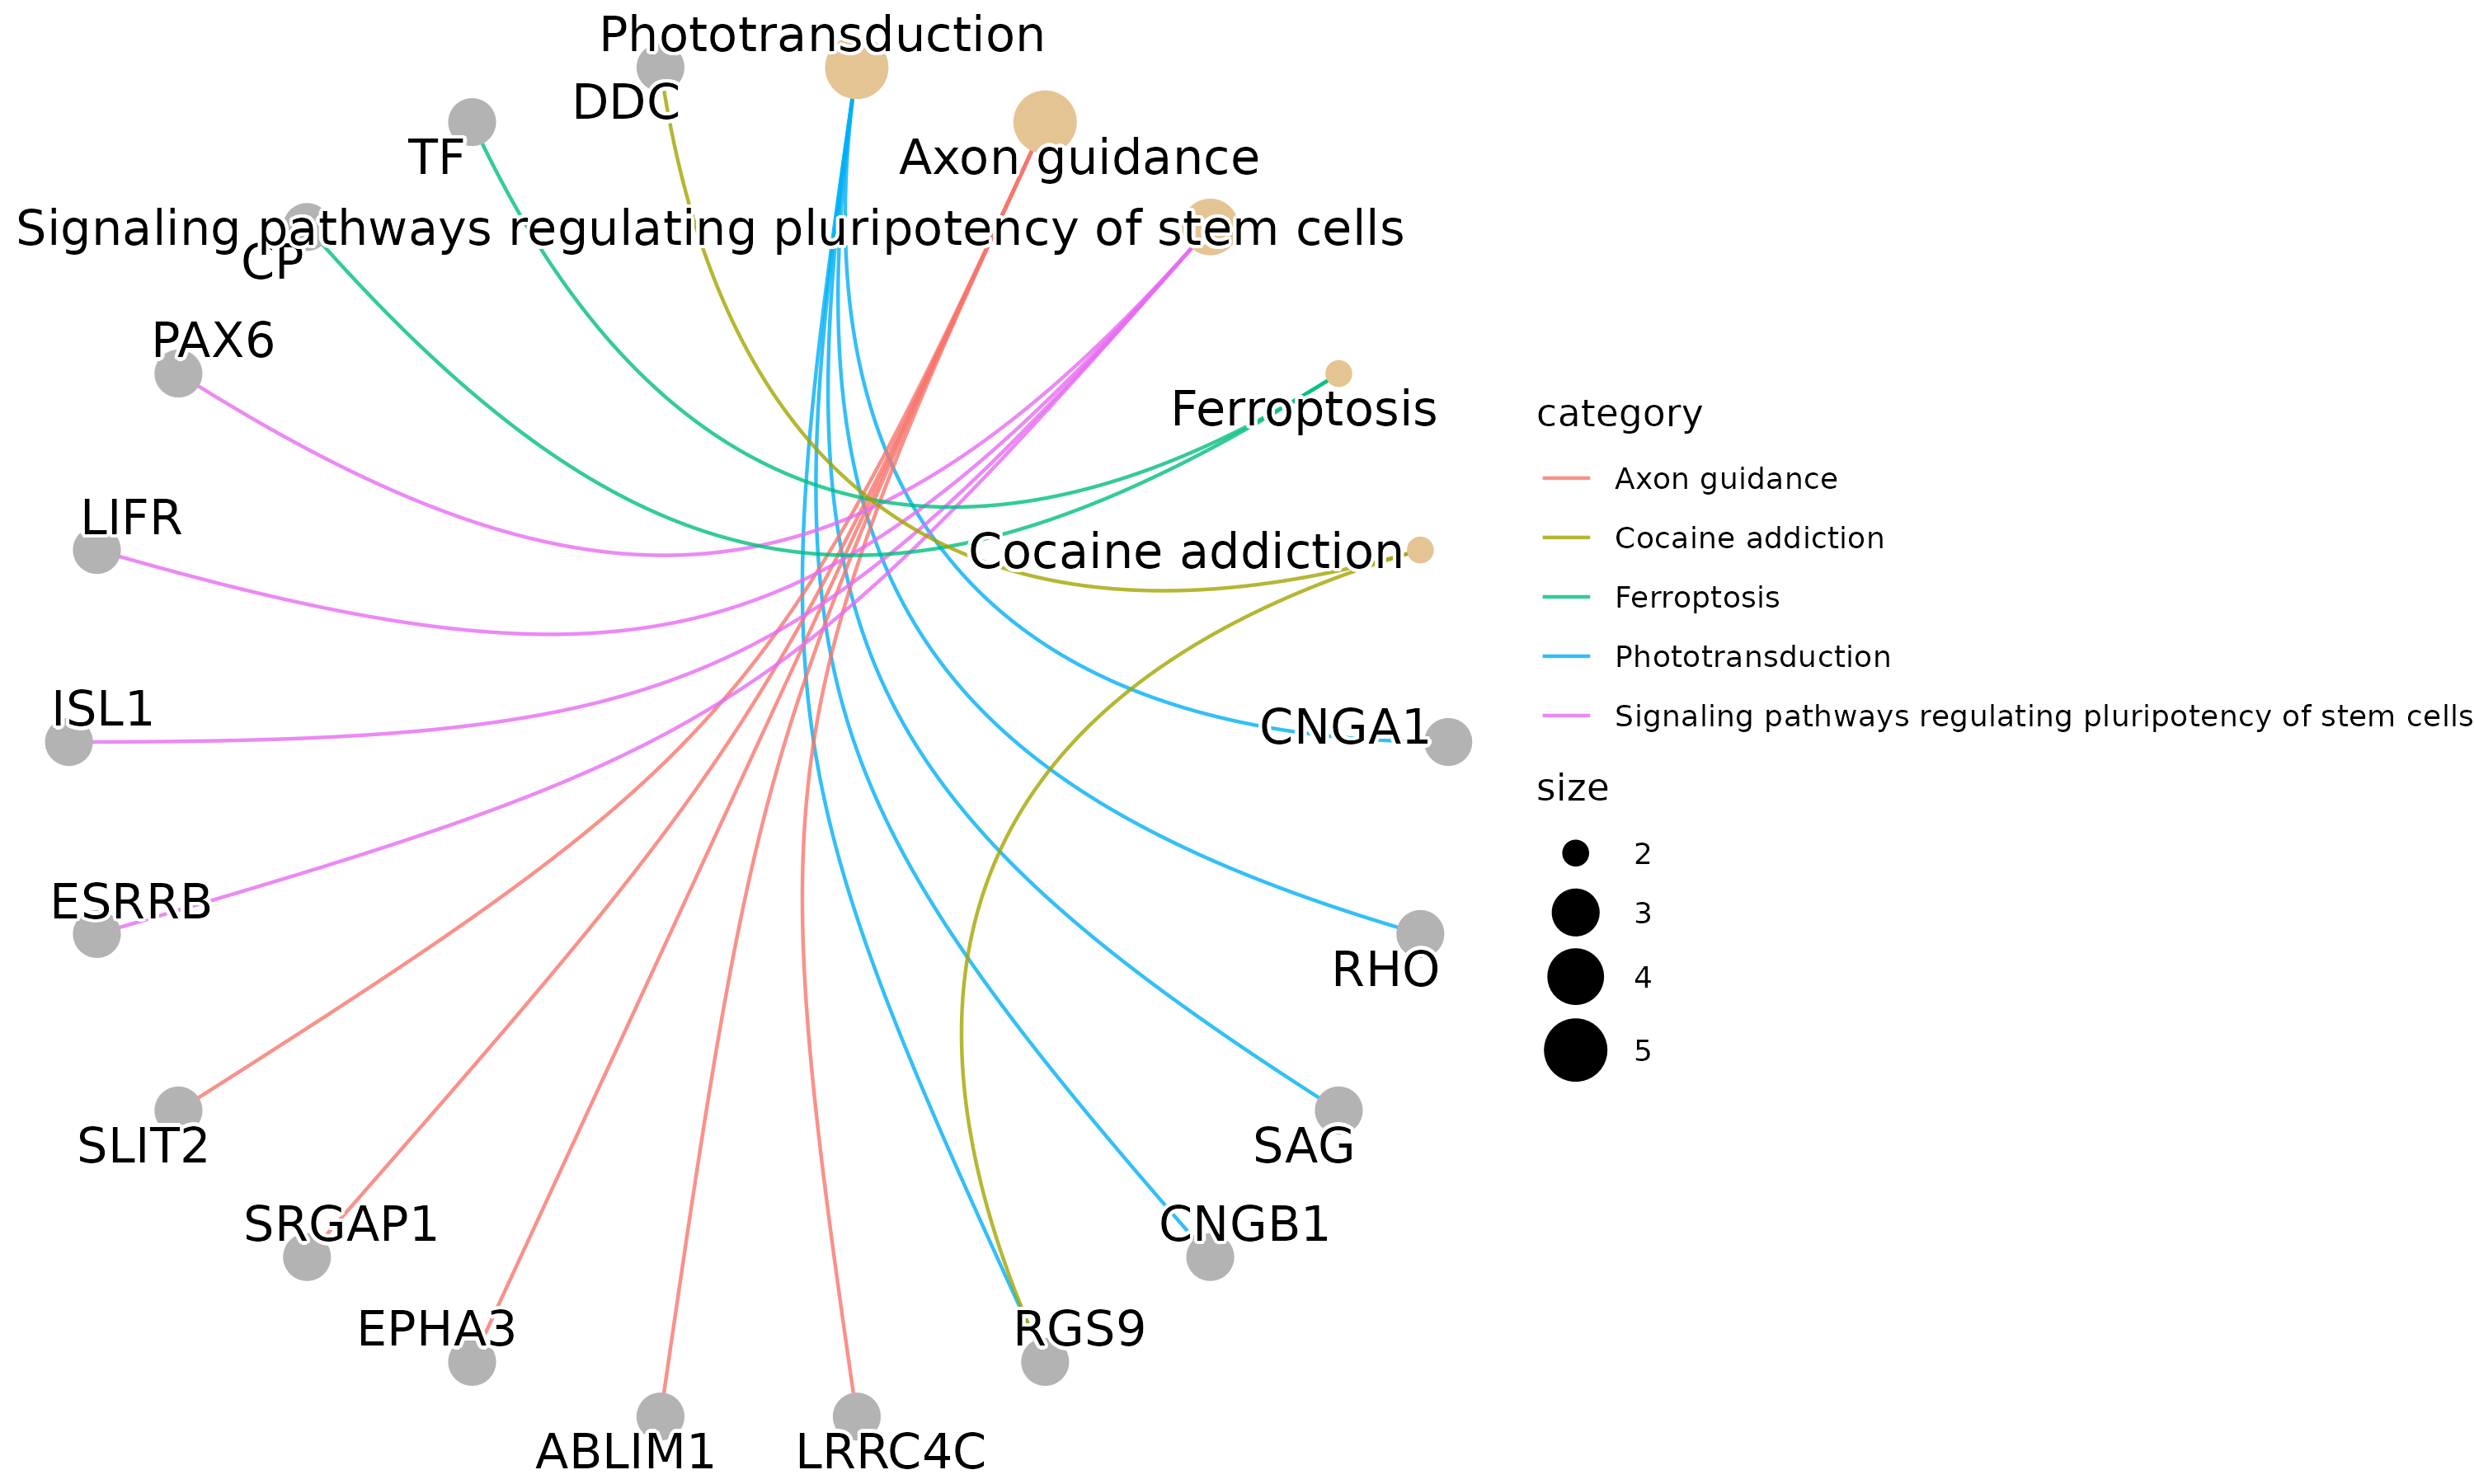 Phototransduction
DDC
TF
Axon guidance
Signaling pathways regulating pluripotency of stem cells
CP
PAX6
Ferroptosis
LIFR
Cocaine addiction
ISL1
CNGA1
ESRRB
RHO
SLIT2
SAG
SRGAP1
CNGB1
EPHA3
RGS9
ABLIM1
LRRC4C
category
Axon guidance
Cocaine addiction
Ferroptosis
Phototransduction
Signaling pathways regulating pluripotency of stem cells
size
2
3
4
5